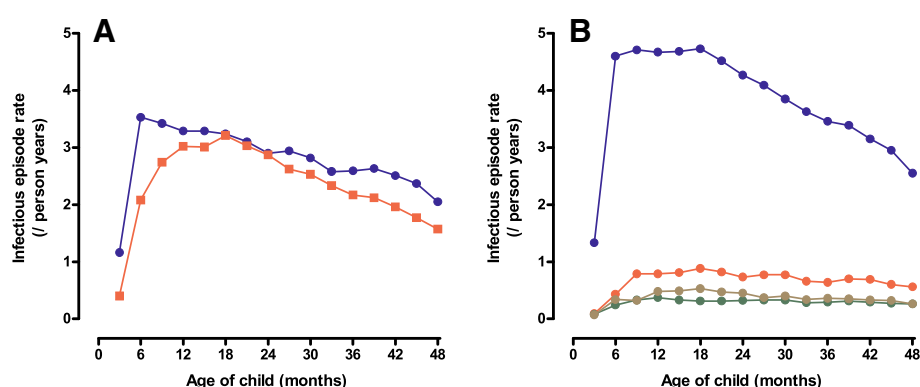 A
Infectious episode rate
(/ person years)
5
4
3
2
1
0
0 6 12 18 24 30 36 42 48
Age of child (months)
B
Infectious episode rate
(/ person years)
5
4
3
2
1
0
0 6 12 18 24 30 36 42 48
Age of child (months)